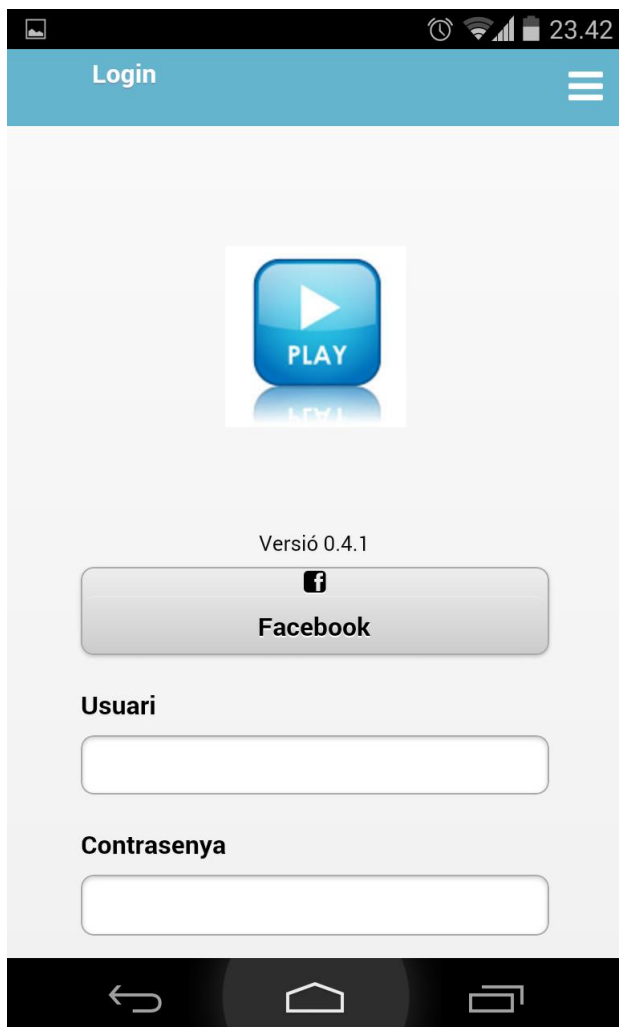 23.42
Login
PLAY
Versió 0.4.1
Facebook
Usuari
Contrasenya